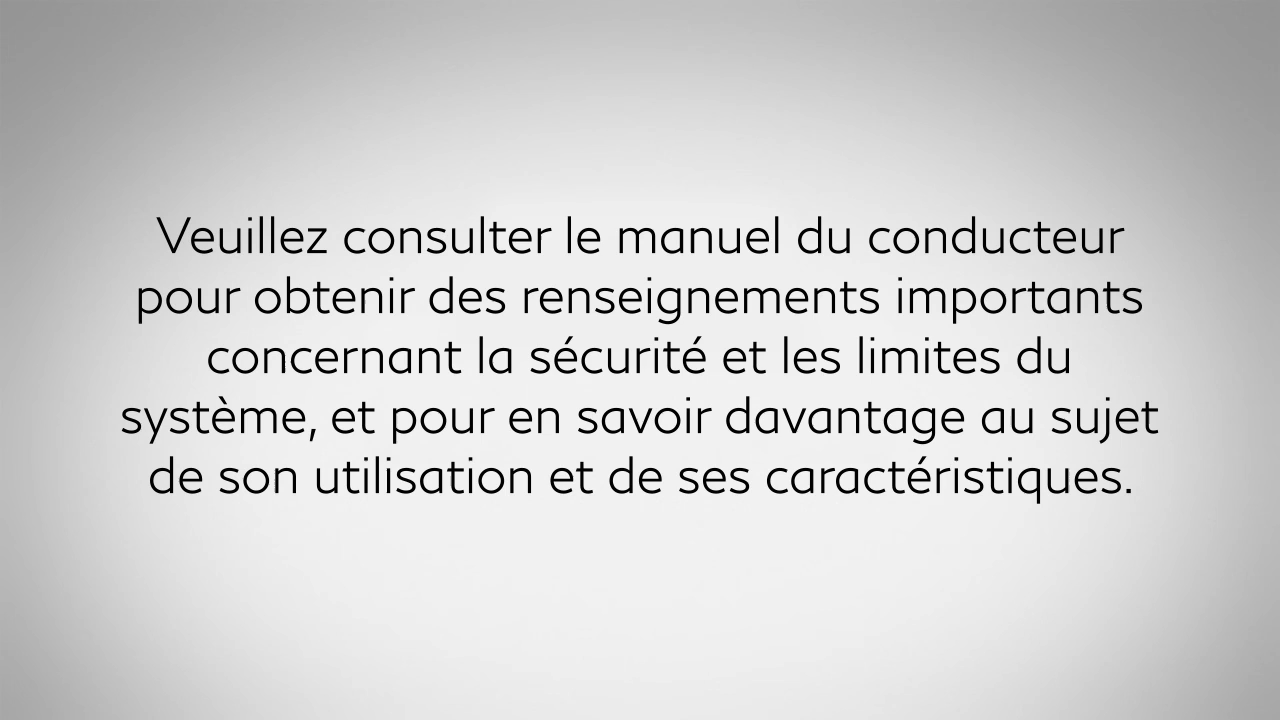 Veuillez consulter le manuel du conducteur
pour obtenir des renseignements importants
concernant la sécurité et les limites du
système, et pour en savoir davantage au sujet
de son utilisation et de ses caractéristiques.